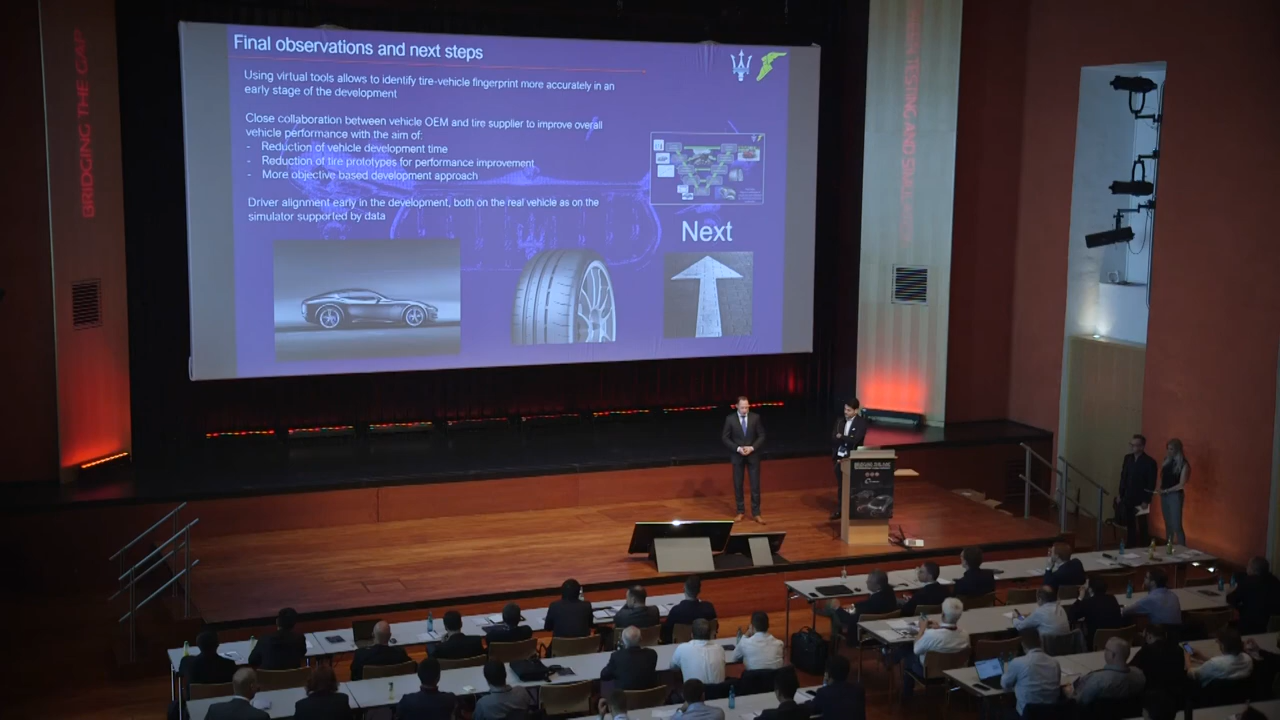 Final observations and next steps
Using virtual tools allows to identify tire-vehicle fingerprint more accurately in an
early stage of the development
Close collaboration between vehicle OEM and tire supplier to improve overall
vehicle performance with the aim of:
- Reduction of vehicle development time
- Reduction of tire prototypes for performance improvement
- More objective based development approach
Driver alignment early in the development, both on the real vehicle as on the
simulator supported by data
Next
BRIDGING THE GAP
TESTING AND